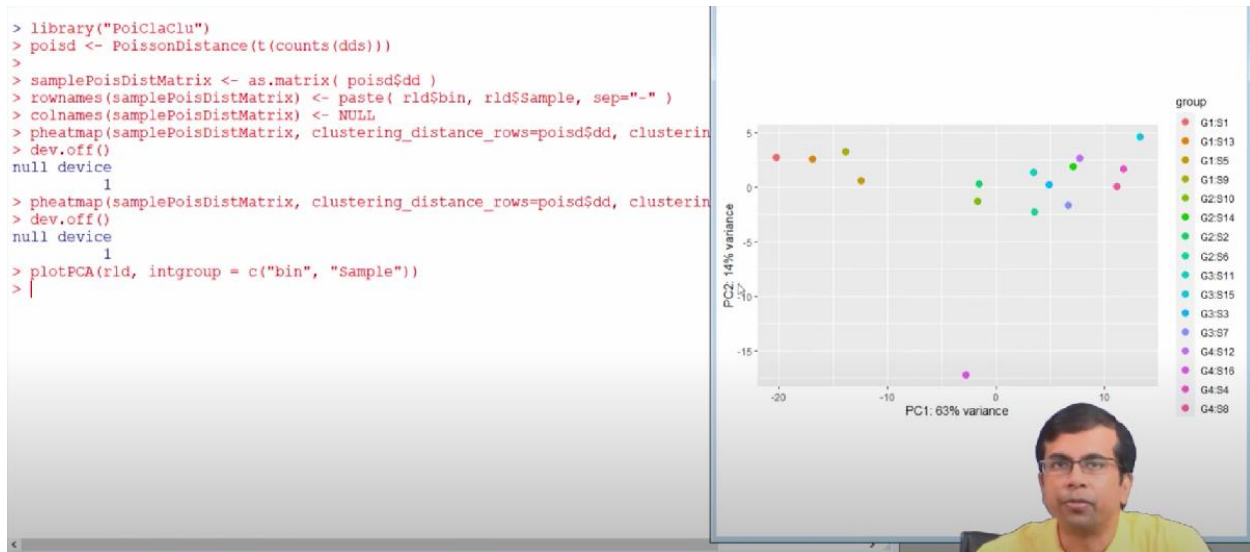 > library("PoiClaClu")
> poisd <- PoissonDistance(t(counts(dds)))
>
> samplePoisDistMatrix <- as.matrix( poisd$dd )
> rownames(samplePoisDistMatrix) <- paste( rld$bin, rld$Sample, sep="-" )
> colnames(samplePoisDistMatrix) <- NULL
> pheatmap(samplePoisDistMatrix, clustering_distance_rows=poisd$dd, clusterin
> dev.off()
null device
1
> pheatmap(samplePoisDistMatrix, clustering_distance_rows=poisd$dd, clusterin
> dev.off()
null device
1
> plotPCA(rld, intgroup = c("bin", "Sample"))
>
PC2: 14% variance
5
0
-5
-10
-15
-20
-10
0
10
PC1: 63% variance
group
G1:S1
G1:S13
G1:S5
G1:S9
G2:S10
G2:S14
G2:S2
G2:S6
G3:S11
G3:S15
G3:S3
G3:S7
G4:S12
G4:S16
G4:S4
G4:S8